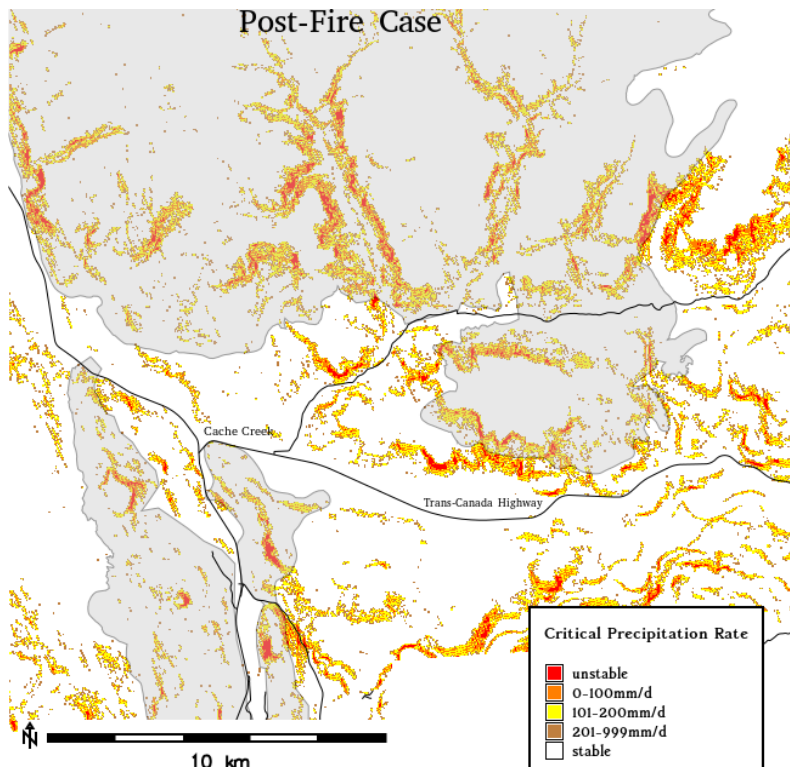 Post-Fire Case
Cache Creek
Trans-Canada Highway
Critical Precipitation Rate
unstable
0-100mm/d
101-200mm/d
201-999mm/d
stable
N
10 km